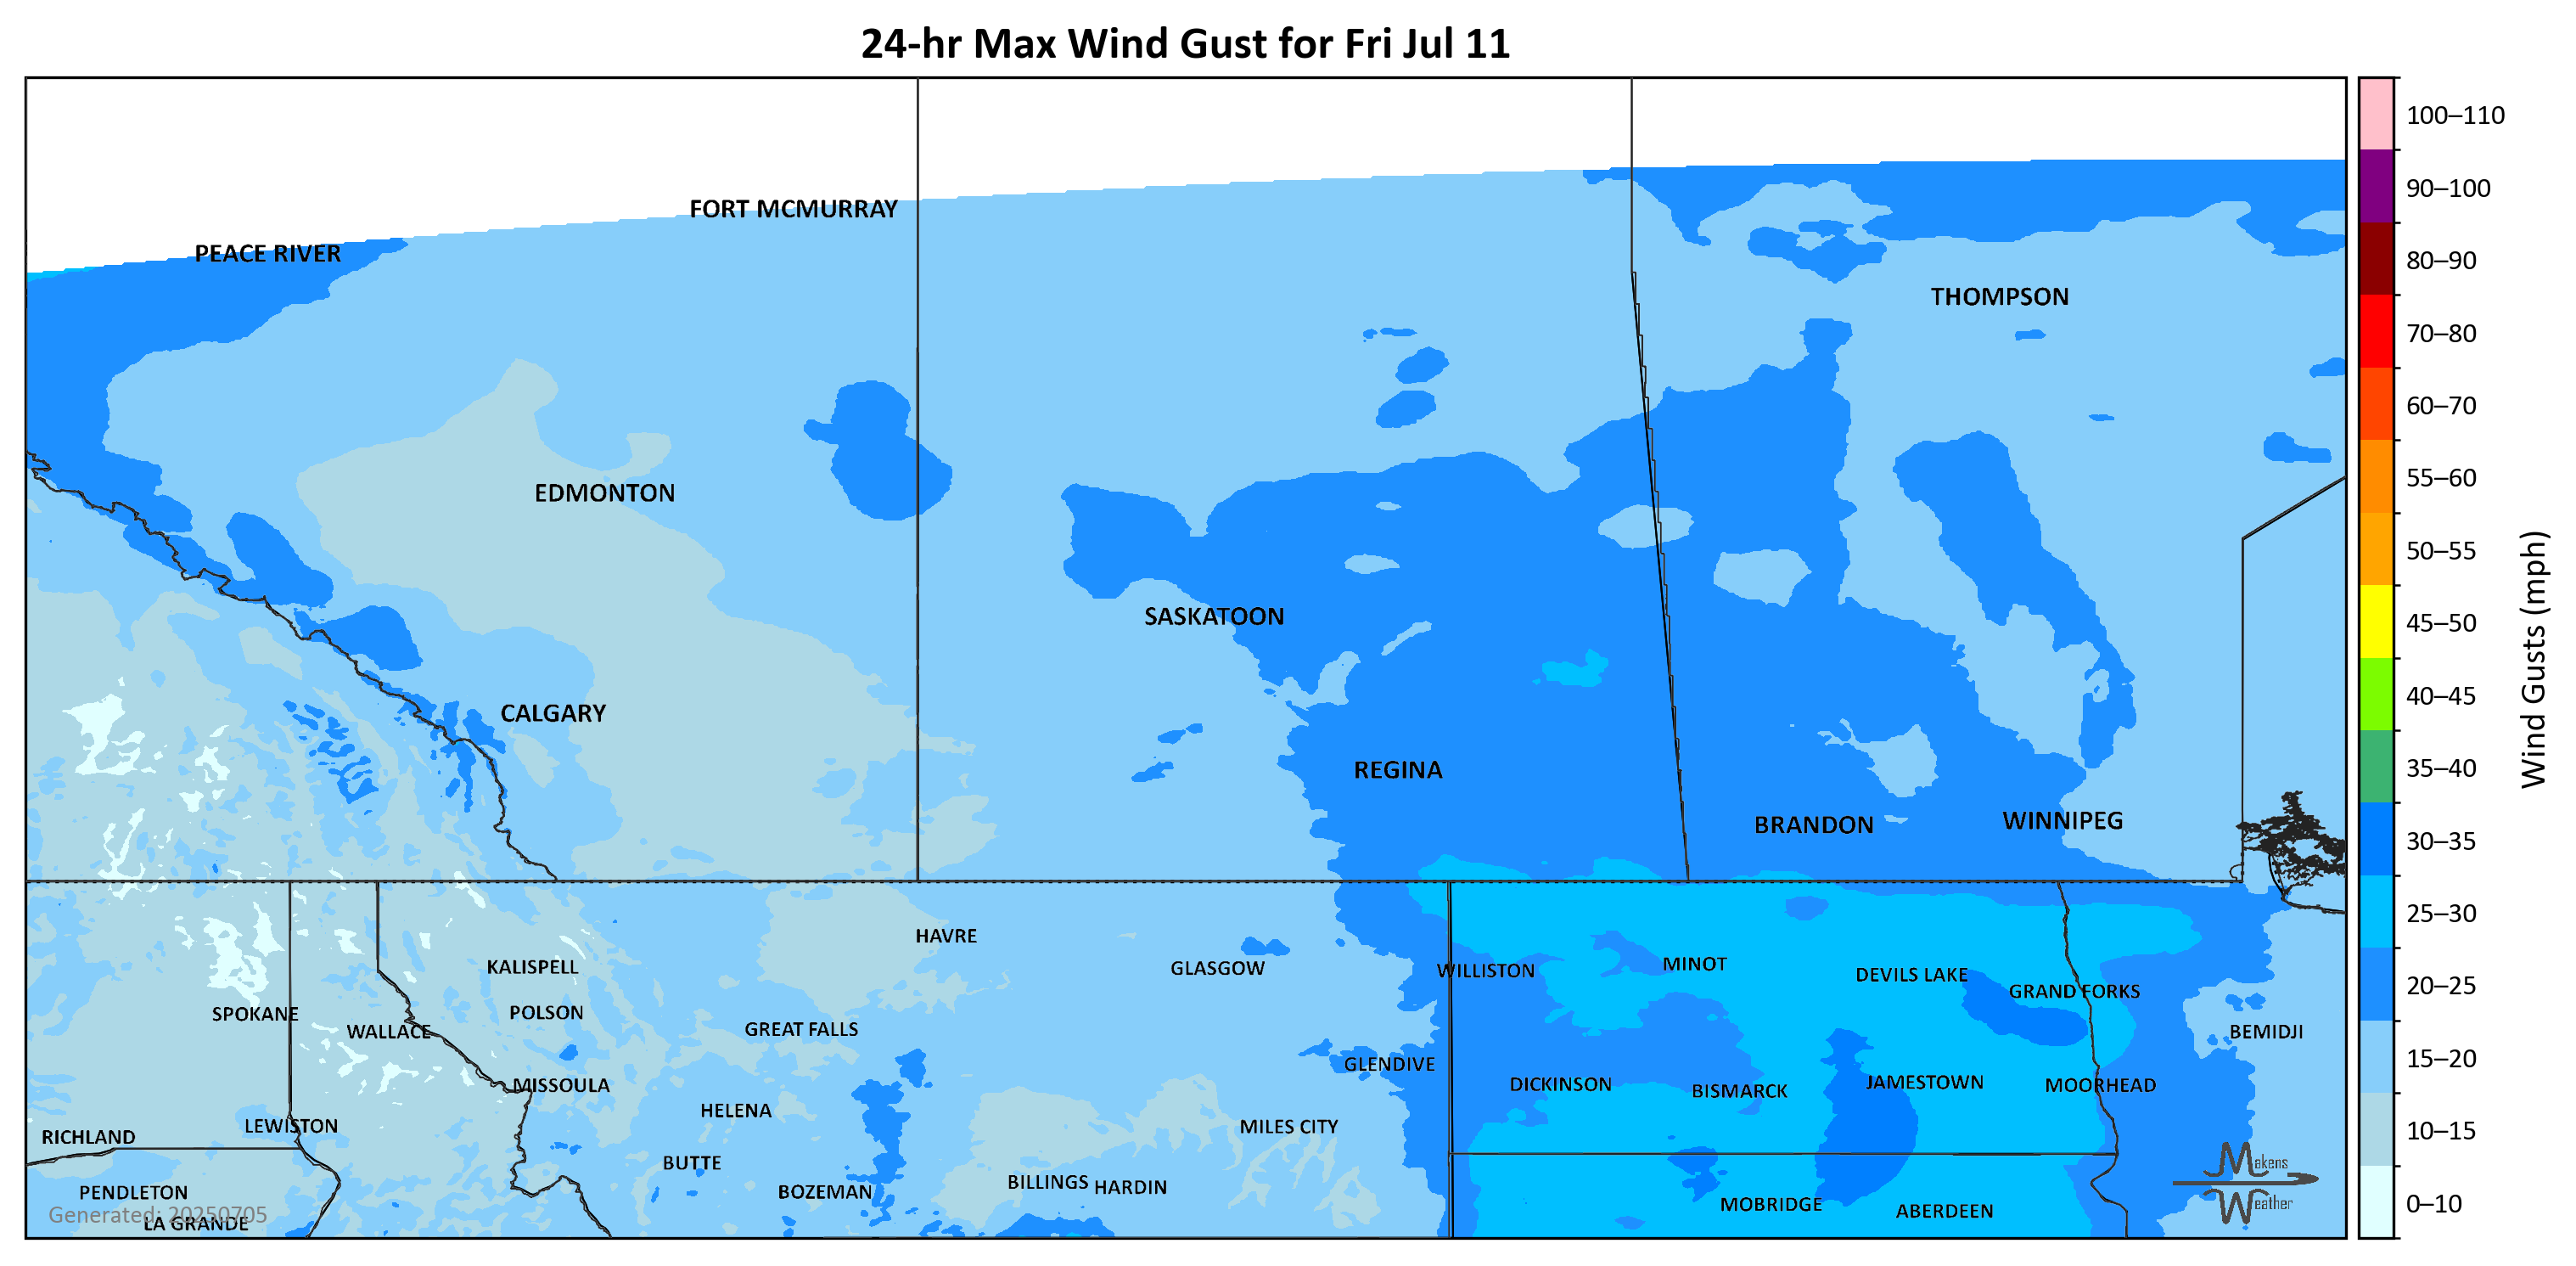 24-hr Max Wind Gust for Fri Jul 11
100–110
90–100
FORT MCMURRAY
PEACE RIVER
80–90
THOMPSON
70–80
60–70
55–60
EDMONTON
50–55
SASKATOON
45–50
Wind Gusts (mph)
40–45
CALGARY
35–40
REGINA
WINNIPEG
BRANDON
30–35
25–30
HAVRE
MINOT
KALISPELL
GLASGOW
WILLISTON
DEVILS LAKE
20–25
GRAND FORKS
POLSON
SPOKANE
GREAT FALLS
WALLACE
BEMIDJI
15–20
GLENDIVE
JAMESTOWN
DICKINSON
MISSOULA
MOORHEAD
BISMARCK
HELENA
LEWISTON
MILES CITY
10–15
RICHLAND
BUTTE
Makens
BILLINGS
HARDIN
PENDLETON
BOZEMAN
Weather
MOBRIDGE
0–10
ABERDEEN
Generated: 20250705
LA GRANDE